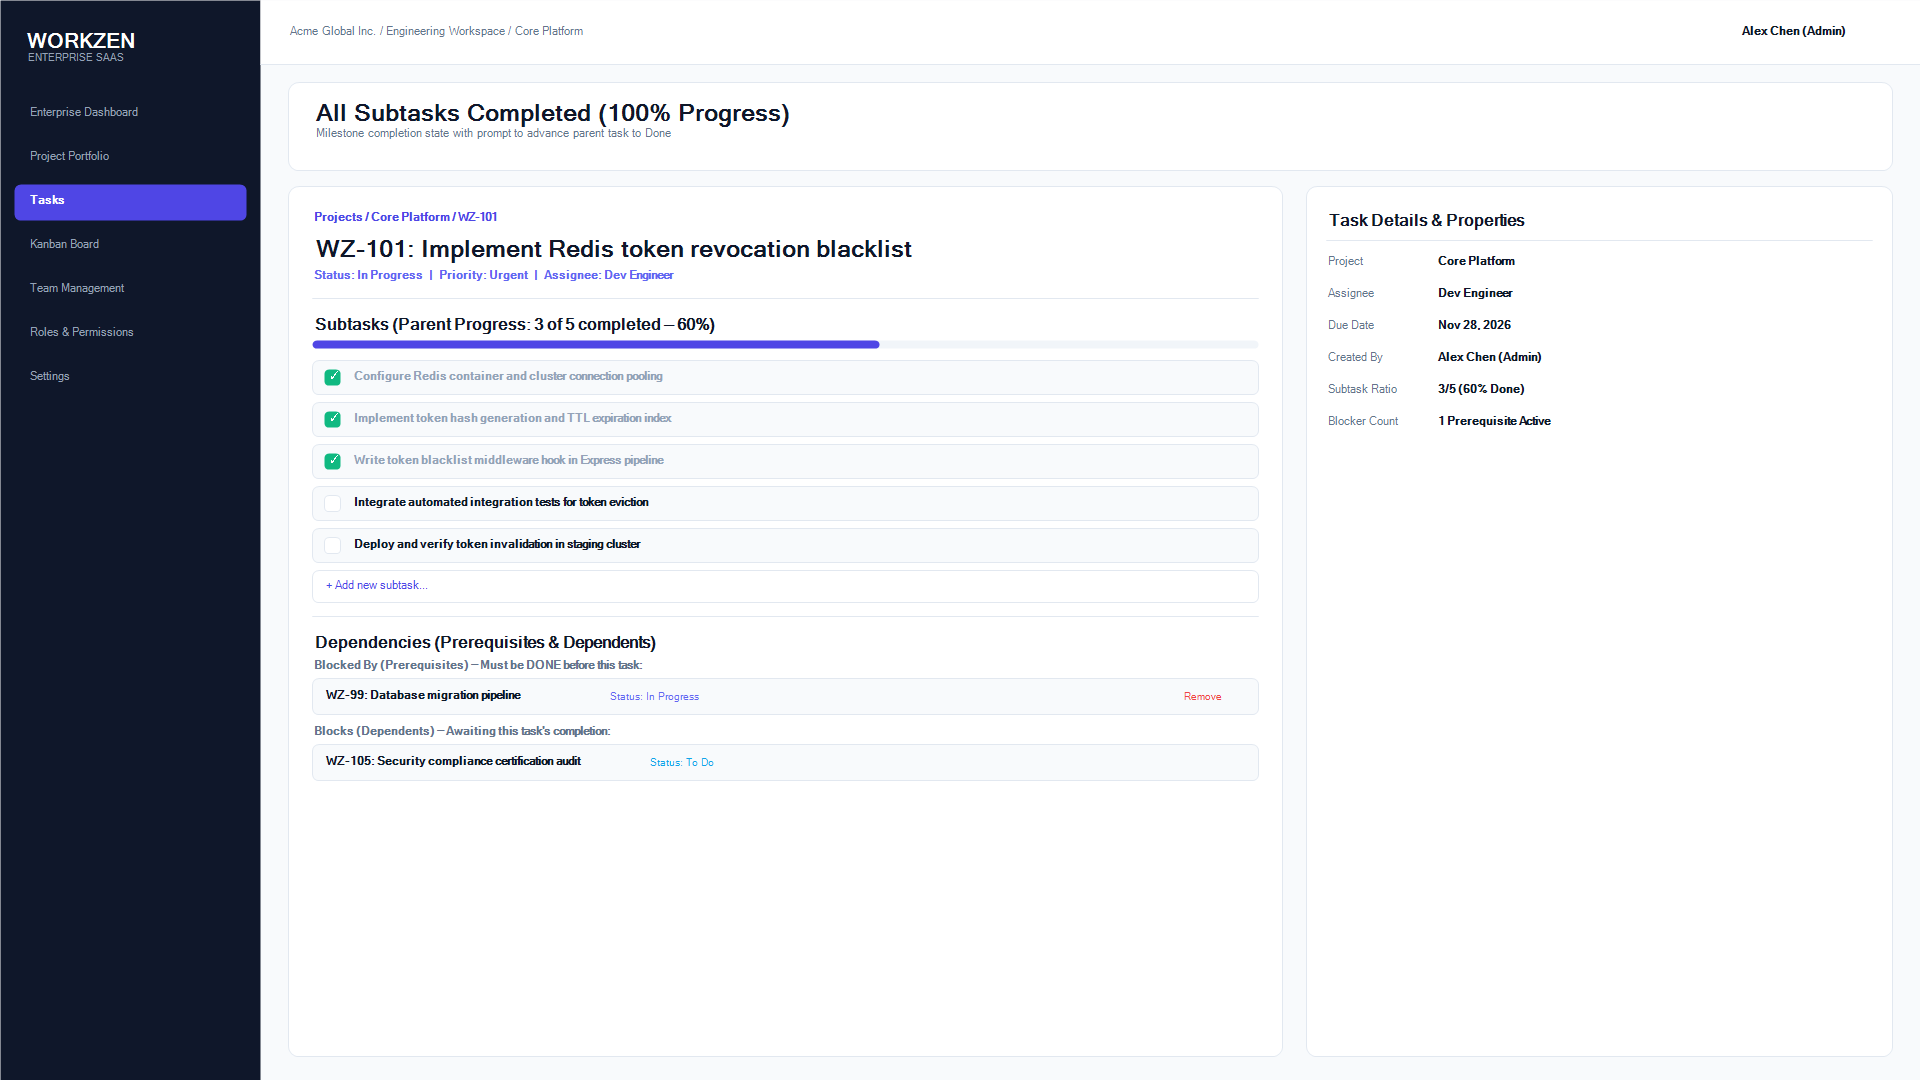 WORKZEN
ENTERPRISE SAAS
Enterprise Dashboard
Project Portfolio
Tasks
Kanban Board
Team Management
Roles & Permissions
Settings
Acme Global Inc. / Engineering Workspace / Core Platform
Alex Chen (Admin)
All Subtasks Completed (100% Progress)
Milestone completion state with prompt to advance parent task to Done
Projects / Core Platform / WZ-101
WZ-101: Implement Redis token revocation blacklist
Status: In Progress | Priority: Urgent | Assignee: Dev Engineer
Subtasks (Parent Progress: 3 of 5 completed – 60%)
Configure Redis container and cluster connection pooling
Implement token hash generation and TTL expiration index
Write token blacklist middleware hook in Express pipeline
Integrate automated integration tests for token eviction
Deploy and verify token invalidation in staging cluster
+ Add new subtask...
Dependencies (Prerequisites & Dependents)
Blocked By (Prerequisites) – Must be DONE before this task:
WZ-99: Database migration pipeline Status: In Progress Remove
Blocks (Dependents) – Awaiting this task's completion:
WZ-105: Security compliance certification audit Status: To Do
Task Details & Properties
Project Core Platform
Assignee Dev Engineer
Due Date Nov 28, 2026
Created By Alex Chen (Admin)
Subtask Ratio 3/5 (60% Done)
Blocker Count 1 Prerequisite Active